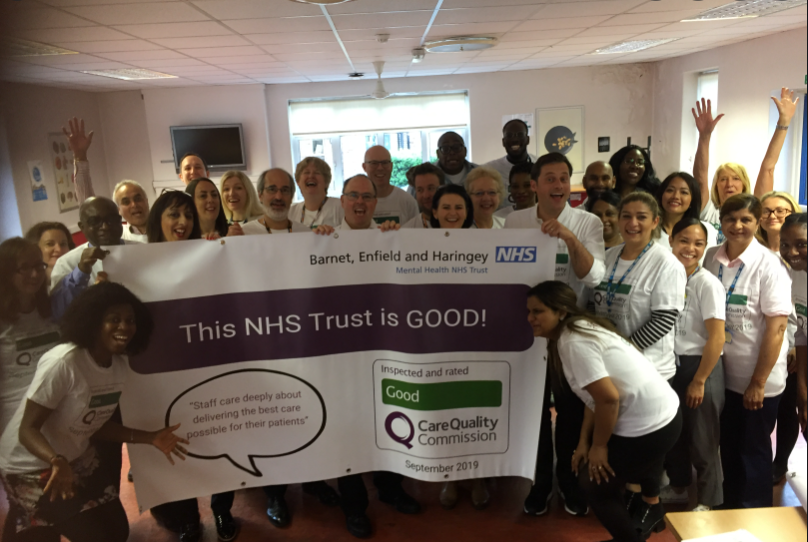 Barnet, Enfield and Haringey NHS
Mental Health NHS Trust
This NHS Trust is GOOD!
"Staff care deeply about
delivering the best care
possible for their patients"
Inspected and rated
Good
CareQuality
Commission
September 2019